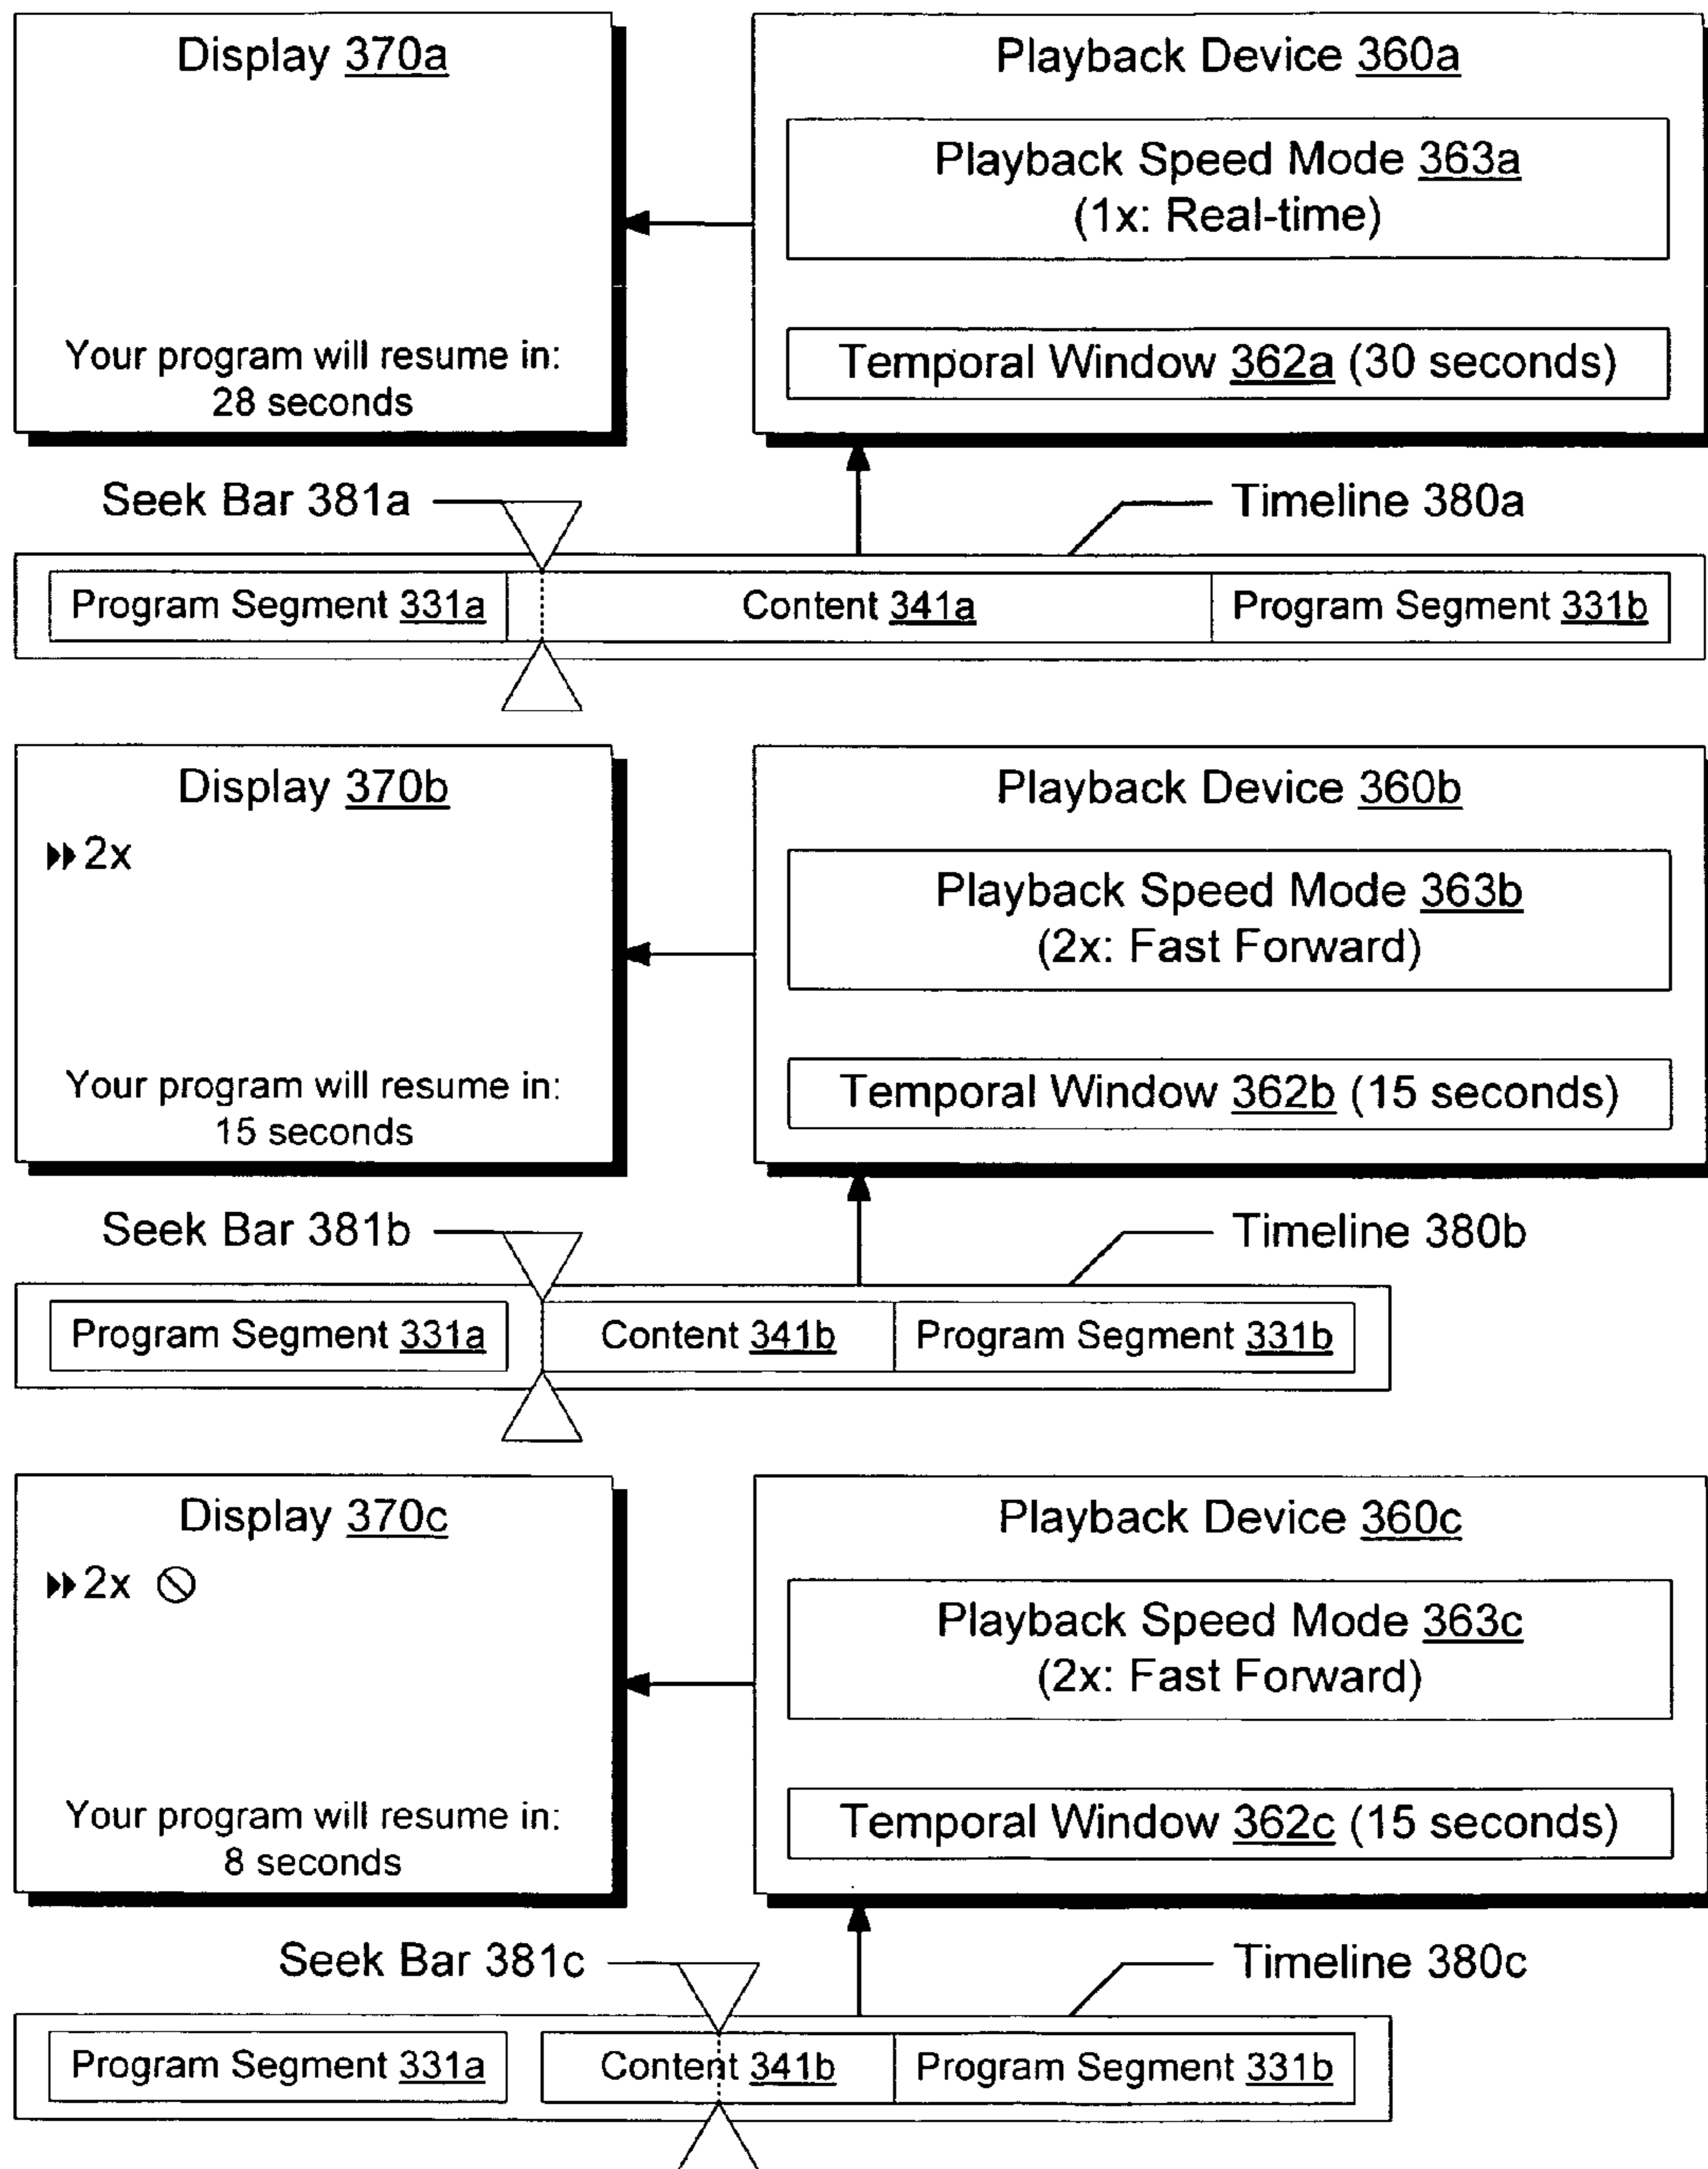 Display 370a
Your program will resume in:
28 seconds
Playback Device 360a
Playback Speed Mode 363a
(1x: Real-time)
Temporal Window 362a (30 seconds)
Seek Bar 381a
Timeline 380a
Program Segment 331a
Content 341a
Program Segment 331b
Display 370b
2x
Your program will resume in:
15 seconds
Playback Device 360b
Playback Speed Mode 363b
(2x: Fast Forward)
Temporal Window 362b (15 seconds)
Seek Bar 381b
Timeline 380b
Program Segment 331a
Content 341b
Program Segment 331b
Display 370c
2x
Your program will resume in:
8 seconds
Playback Device 360c
Playback Speed Mode 363c
(2x: Fast Forward)
Temporal Window 362c (15 seconds)
Seek Bar 381c
Timeline 380c
Program Segment 331a
Content 341b
Program Segment 331b